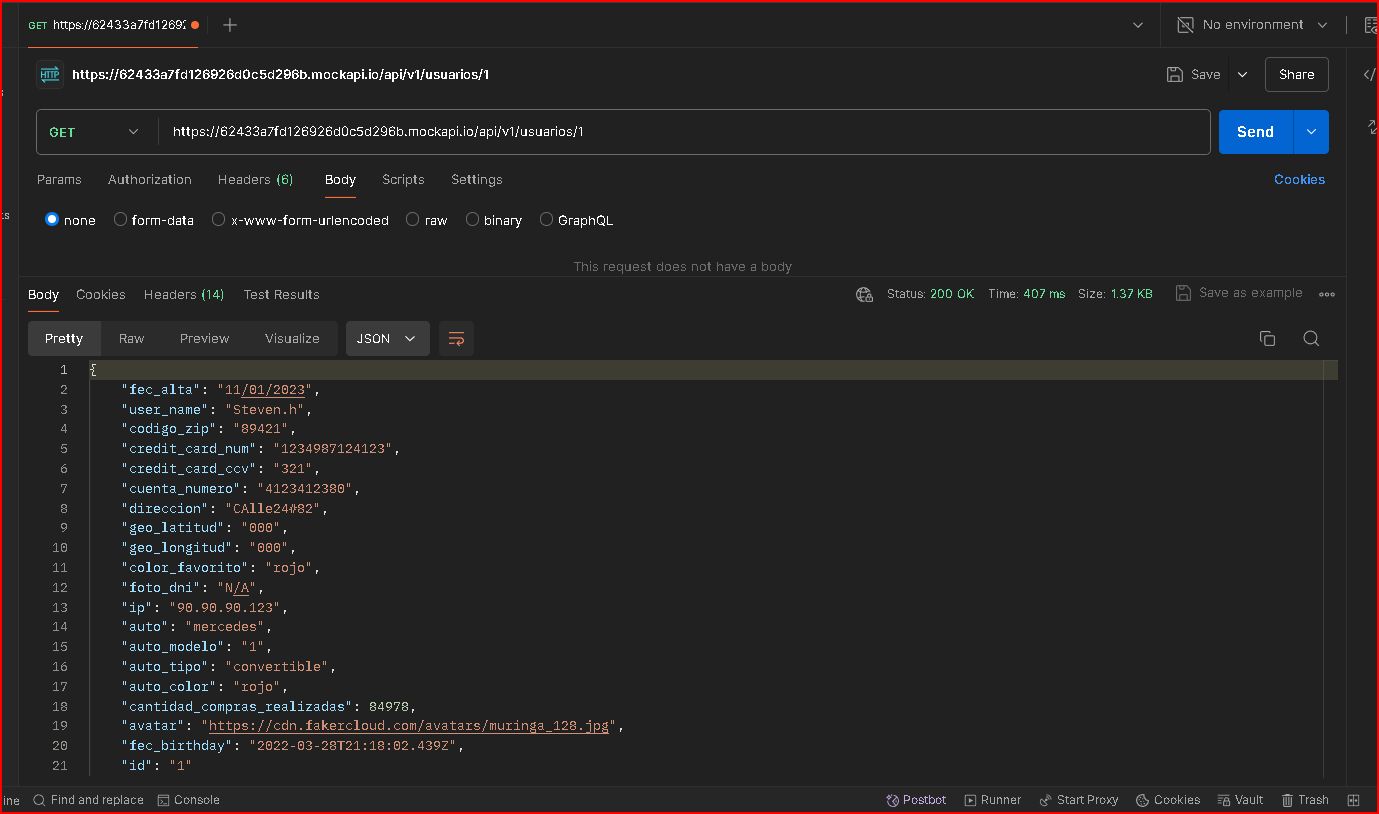 GET https://62433a7fd12692
No environment
HTTP https://62433a7fd126926d0c5d296b.mockapi.io/api/v1/usuarios/1
Save
Share
GET https://62433a7fd126926d0c5d296b.mockapi.io/api/v1/usuarios/1
Send
Params Authorization Headers (6) Body Scripts Settings Cookies
none form-data x-www-form-urlencoded raw binary GraphQL
This request does not have a body
Body Cookies Headers (14) Test Results Status: 200 OK Time: 407 ms Size: 1.37 KB Save as example
Pretty Raw Preview Visualize JSON
1 {
2 "fec_alta": "11/01/2023",
3 "user_name": "Steven.h",
4 "codigo_zip": "89421",
5 "credit_card_num": "1234987124123",
6 "credit_card_ccv": "321",
7 "cuenta_numero": "4123412380",
8 "direccion": "CAlle24#82",
9 "geo_latitud": "000",
10 "geo_longitud": "000",
11 "color_favorito": "rojo",
12 "foto_dni": "N/A",
13 "ip": "90.90.90.123",
14 "auto": "mercedes",
15 "auto_modelo": "1",
16 "auto_tipo": "convertible",
17 "auto_color": "rojo",
18 "cantidad_compras_realizadas": 84978,
19 "avatar": "https://cdn.fakercloud.com/avatars/muringa_128.jpg",
20 "fec_birthday": "2022-03-28T21:18:02.439Z",
21 "id": "1"
ine Find and replace Console Postbot Runner Start Proxy Cookies Vault Trash